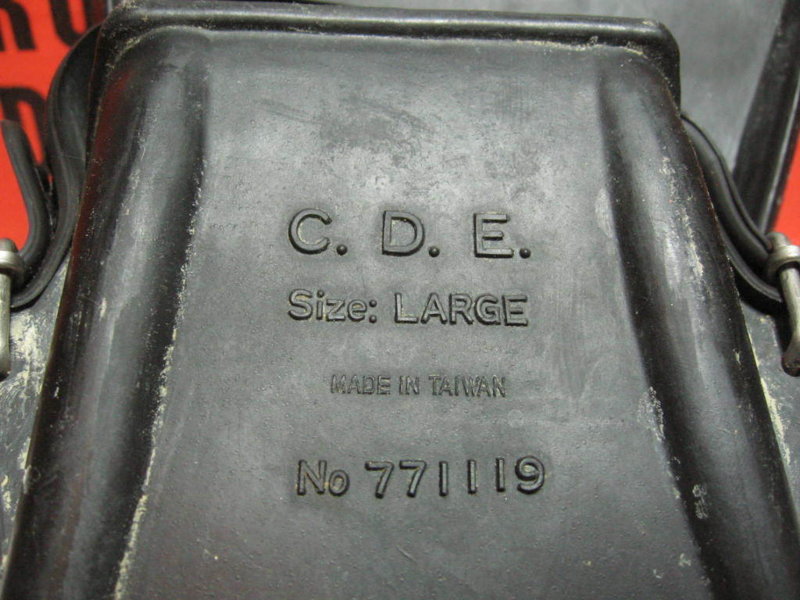 C. D. E.
Size: LARGE
MADE IN TAIWAN
No 771119